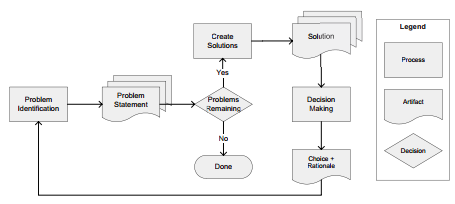 Problem
Identification
Problem
Statement
Problems
Remaining
Yes
No
Create
Solutions
Solution
Decision
Making
Choice +
Rationale
Done
Legend
Process
Artifact
Decision